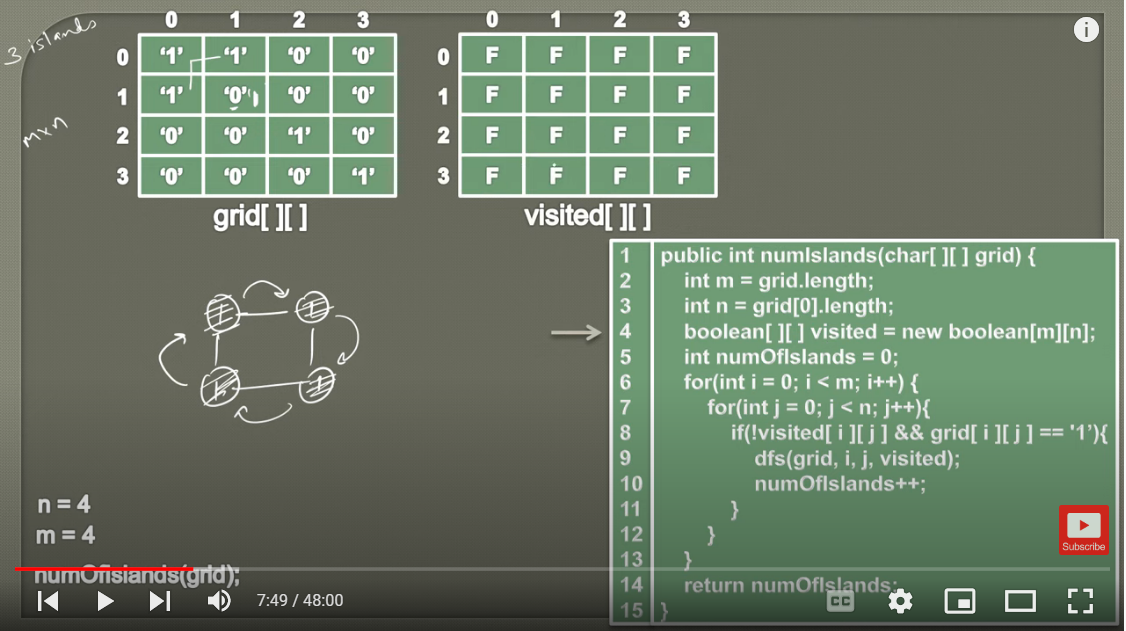 3 islands
m×n
0 1 2 3
0 '1' '1' '0' '0'
1 '1' '0' '0' '0'
2 '0' '0' '1' '0'
3 '0' '0' '0' '1'
grid[ ][ ]
0 1 2 3
0 F F F F
1 F F F F
2 F F F F
3 F F F F
visited[ ][ ]
i
1 1
1 1
n = 4
m = 4
numOfIslands(grid);
1 public int numIslands(char[ ][ ] grid) {
2 int m = grid.length;
3 int n = grid[0].length;
4 boolean[ ][ ] visited = new boolean[m][n];
5 int numOfIslands = 0;
6 for(int i = 0; i < m; i++) {
7 for(int j = 0; j < n; j++){
8 if(!visited[ i ][ j ] && grid[ i ][ j ] == '1'){
9 dfs(grid, i, j, visited);
10 numOfIslands++;
11 }
12 }
13 }
14 return numOfIslands;
15 }
Subscribe
7:49 / 48:00
CC